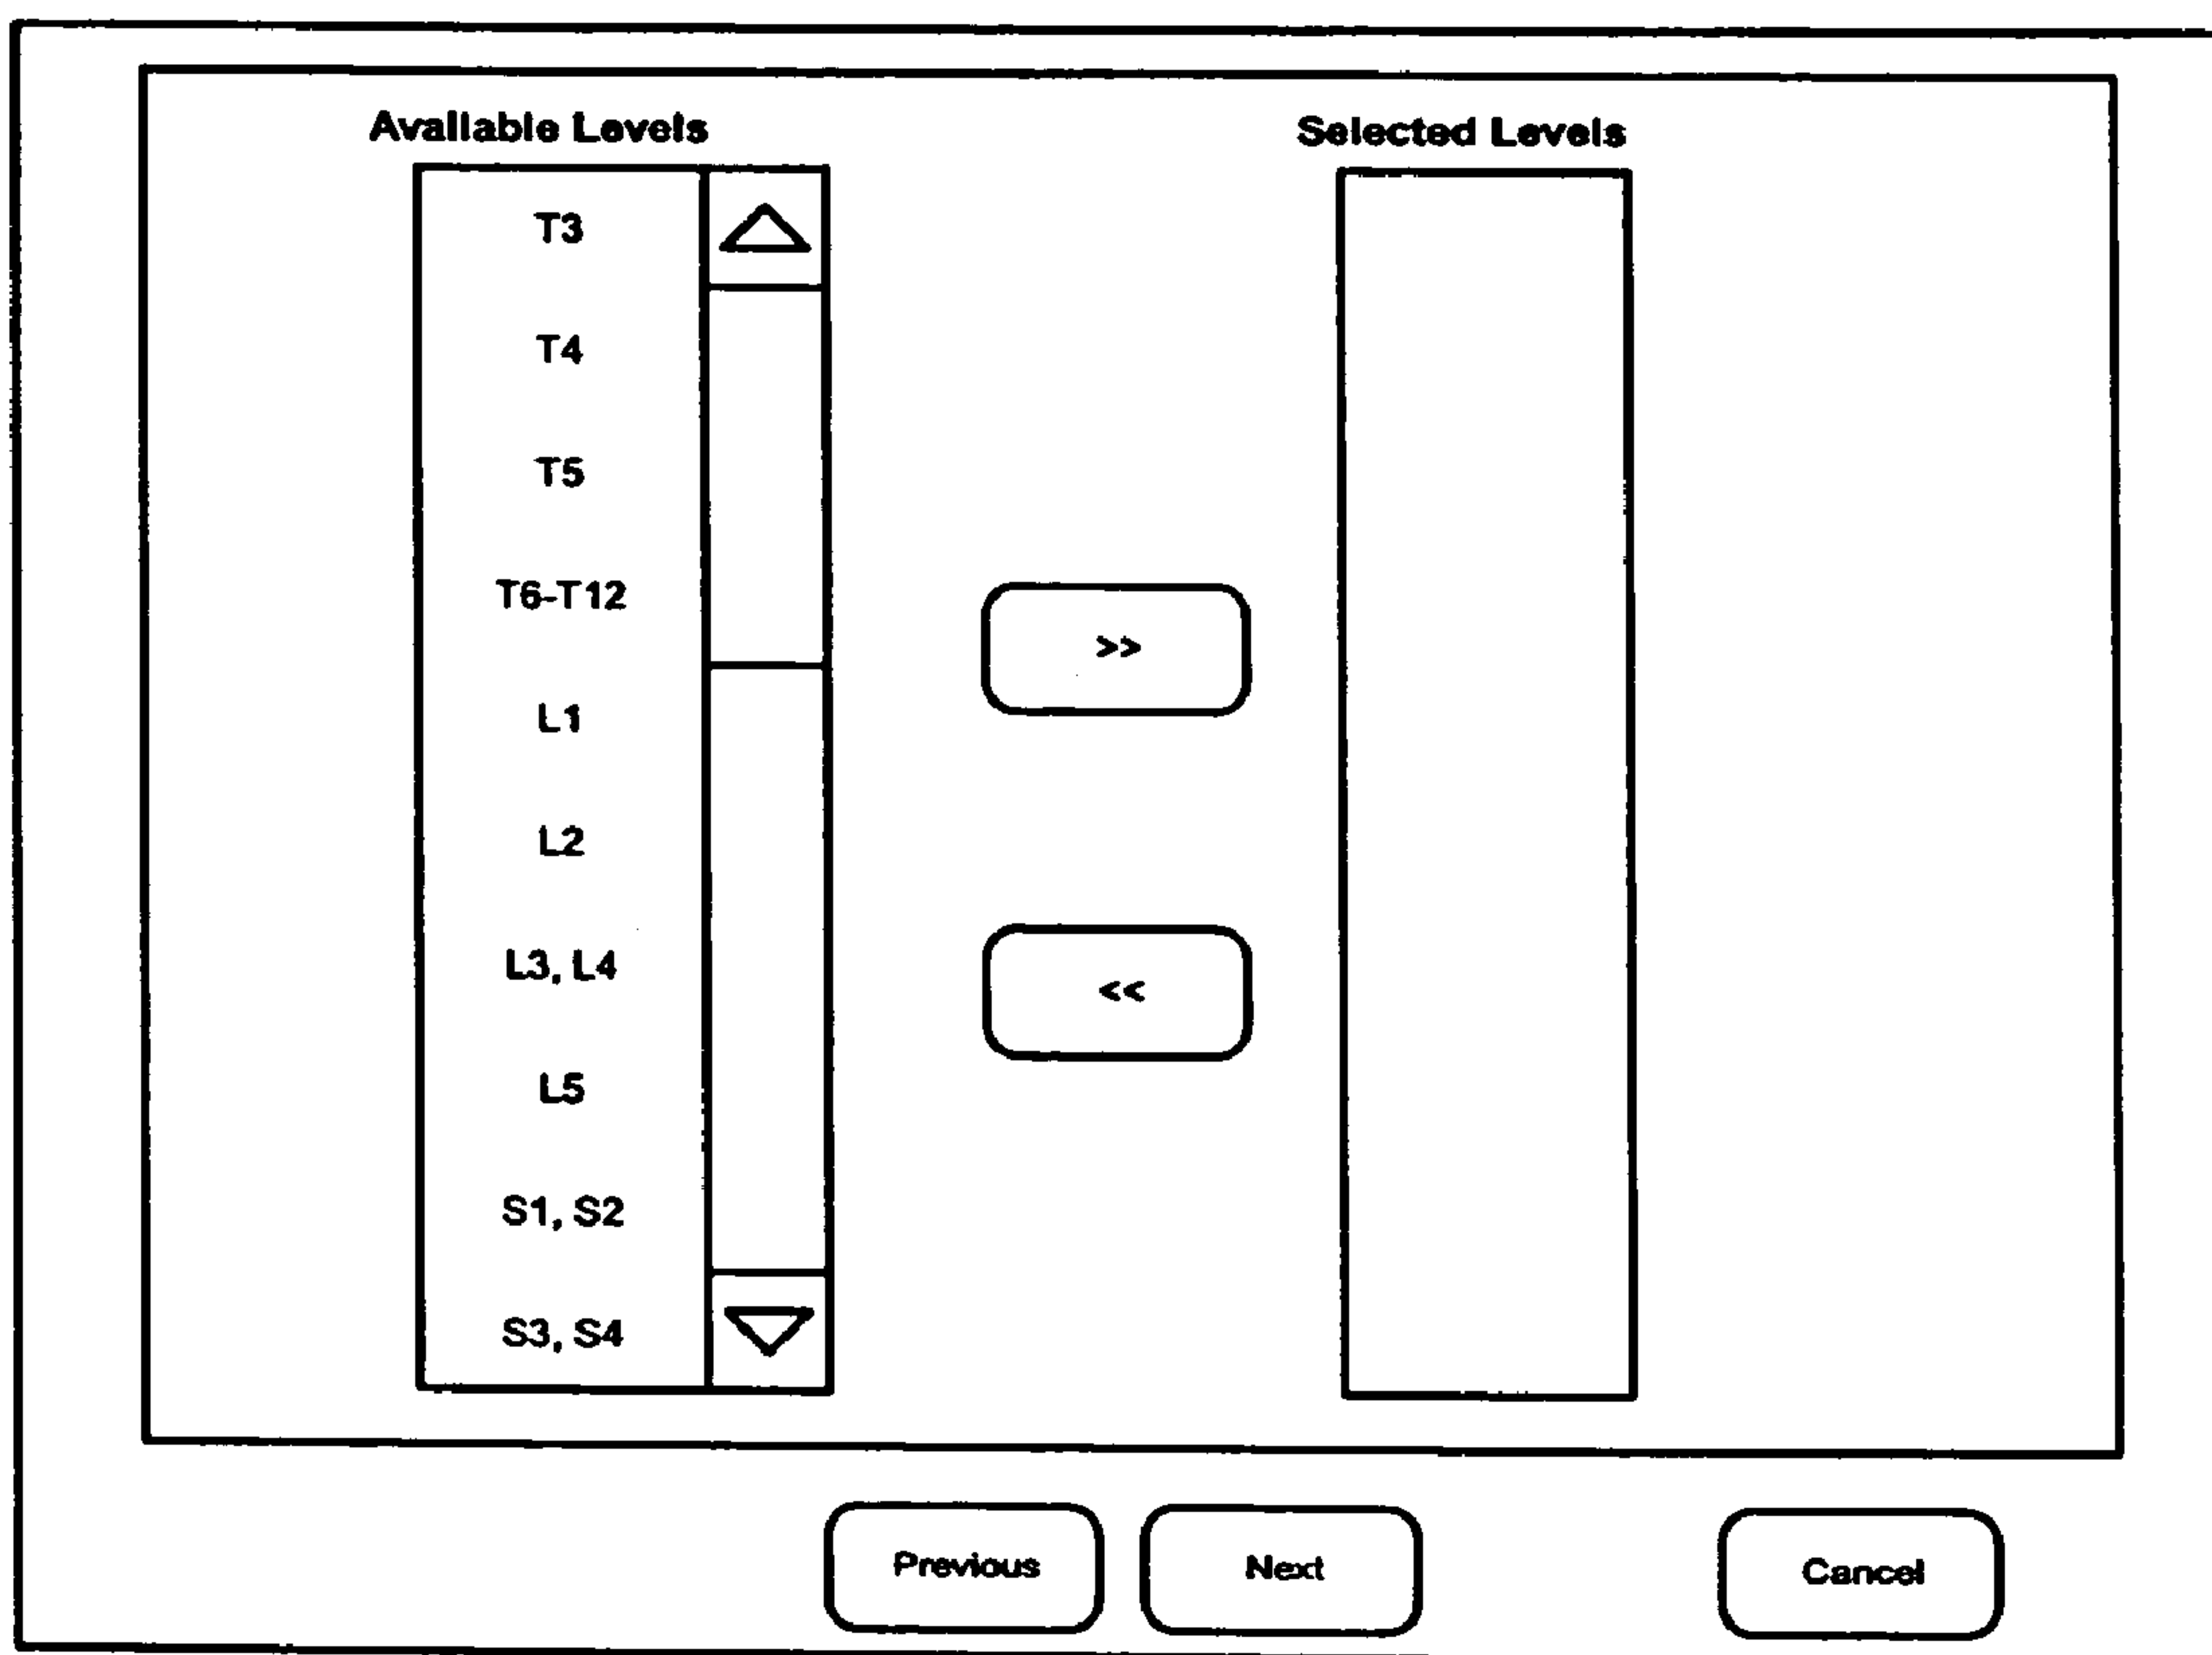 Available Levels
Selected Levels
T3
T4
T5
T6-T12
L1
L2
L3, L4
L5
S1, S2
S3, S4
>>
<<
Previous
Next
Cancel